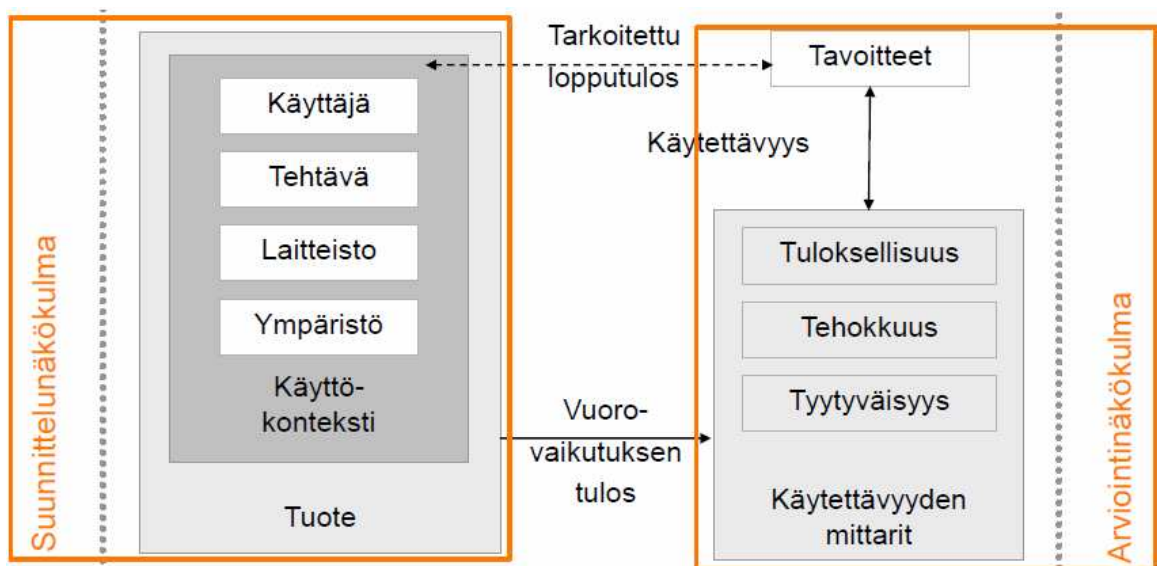 Suunnittelunäkökulma
Käyttäjä
Tehtävä
Laitteisto
Ympäristö
Käyttö-
konteksti
Tuote
Tarkoitettu
lopputulos
Käytettävyys
Vuoro-
vaikutuksen
tulos
Tavoitteet
Tuloksellisuus
Tehokkuus
Tyytyväisyys
Käytettävyyden
mittarit
Arviointinäkökulma